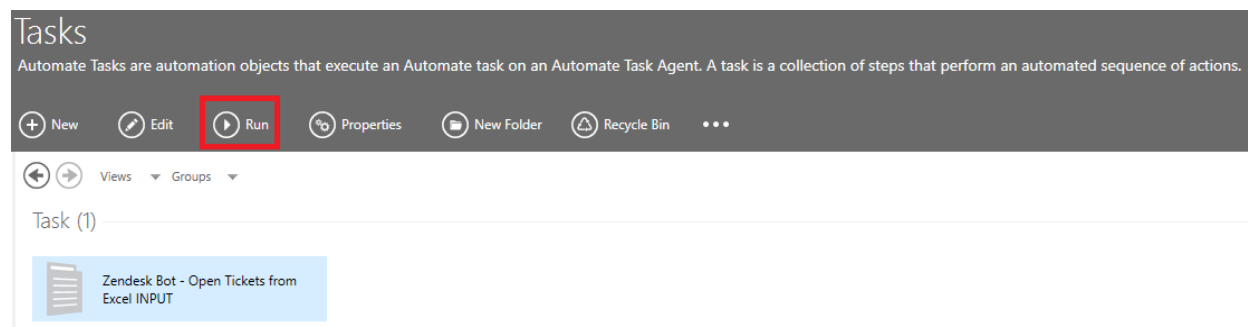 Tasks
Automate Tasks are automation objects that execute an Automate task on an Automate Task Agent. A task is a collection of steps that perform an automated sequence of actions.
New Edit Run Properties New Folder Recycle Bin
Views Groups
Task (1)
Zendesk Bot - Open Tickets from
Excel INPUT